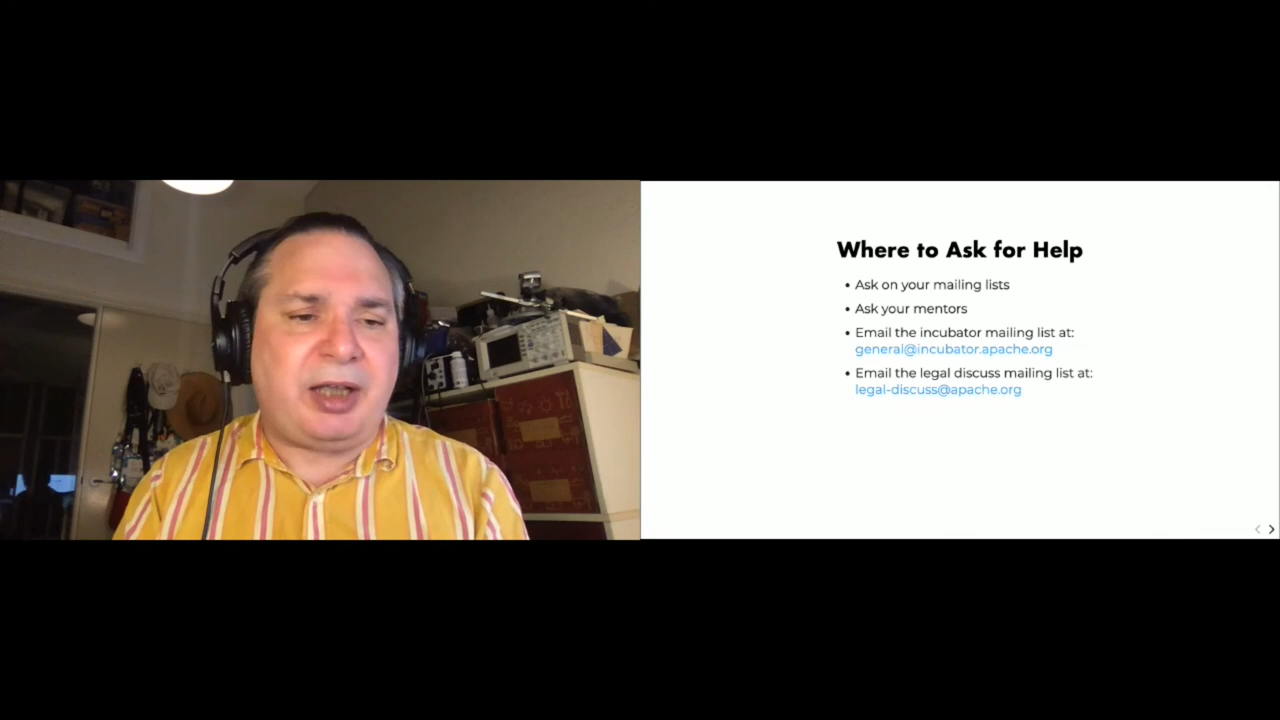 Where to Ask for Help
• Ask on your mailing lists
• Ask your mentors
• Email the incubator mailing list at:
general@incubator.apache.org
• Email the legal discuss mailing list at:
legal-discuss@apache.org